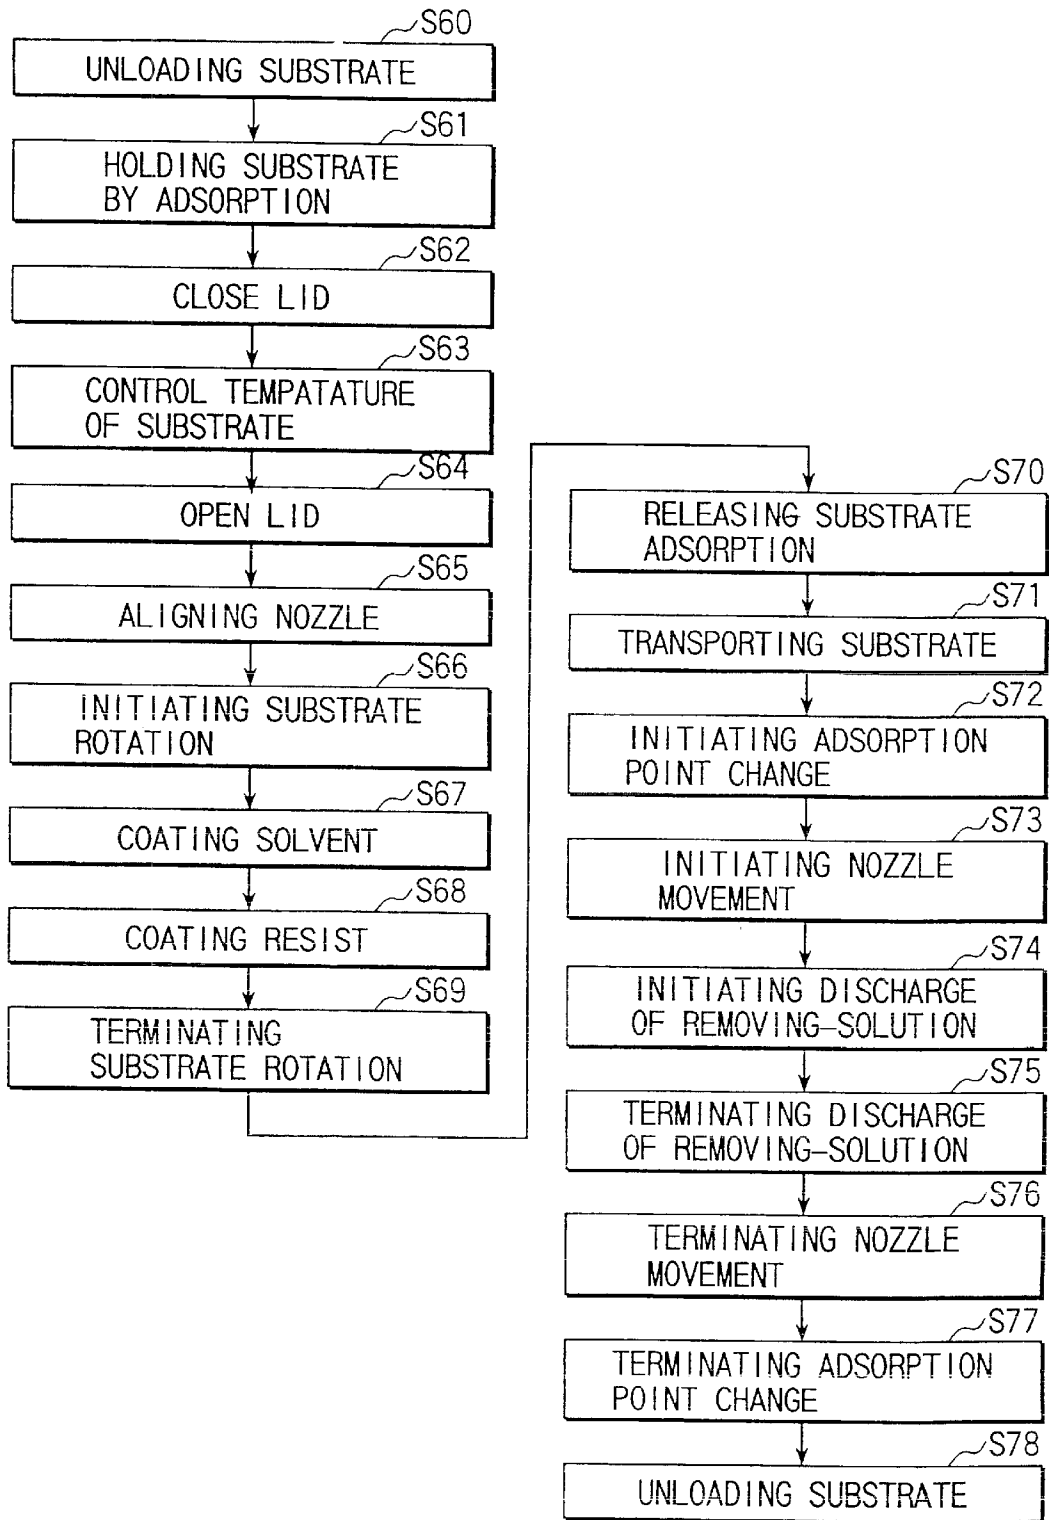 S60
UNLOADING SUBSTRATE
S61
HOLDING SUBSTRATE
BY ADSORPTION
S62
CLOSE LID
S63
CONTROL TEMPATATURE
OF SUBSTRATE
S64
OPEN LID
S65
ALIGNING NOZZLE
S66
INITIATING SUBSTRATE
ROTATION
S67
COATING SOLVENT
S68
COATING RESIST
S69
TERMINATING
SUBSTRATE ROTATION
S70
RELEASING SUBSTRATE
ADSORPTION
S71
TRANSPORTING SUBSTRATE
S72
INITIATING ADSORPTION
POINT CHANGE
S73
INITIATING NOZZLE
MOVEMENT
S74
INITIATING DISCHARGE
OF REMOVING-SOLUTION
S75
TERMINATING DISCHARGE
OF REMOVING-SOLUTION
S76
TERMINATING NOZZLE
MOVEMENT
S77
TERMINATING ADSORPTION
POINT CHANGE
S78
UNLOADING SUBSTRATE